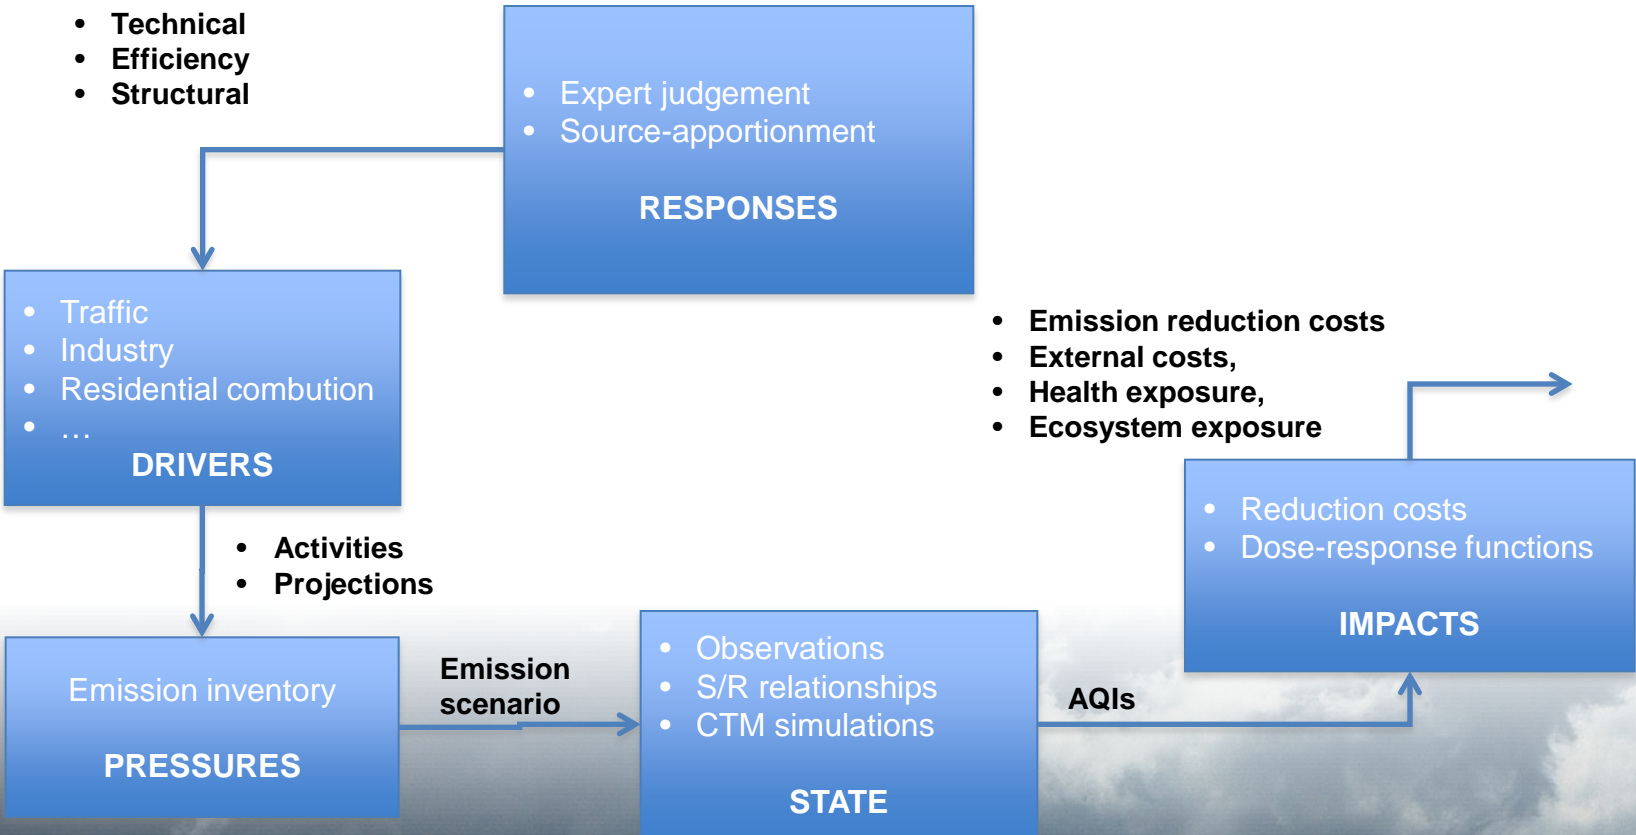 • Technical
• Efficiency
• Structural
• Expert judgement
• Source-apportionment
RESPONSES
• Traffic
• Industry
• Residential combution
• …
DRIVERS
• Emission reduction costs
• External costs,
• Health exposure,
• Ecosystem exposure
• Reduction costs
• Dose-response functions
IMPACTS
• Activities
• Projections
Emission inventory
PRESSURES
Emission
scenario
• Observations
• S/R relationships
• CTM simulations
STATE
AQIs